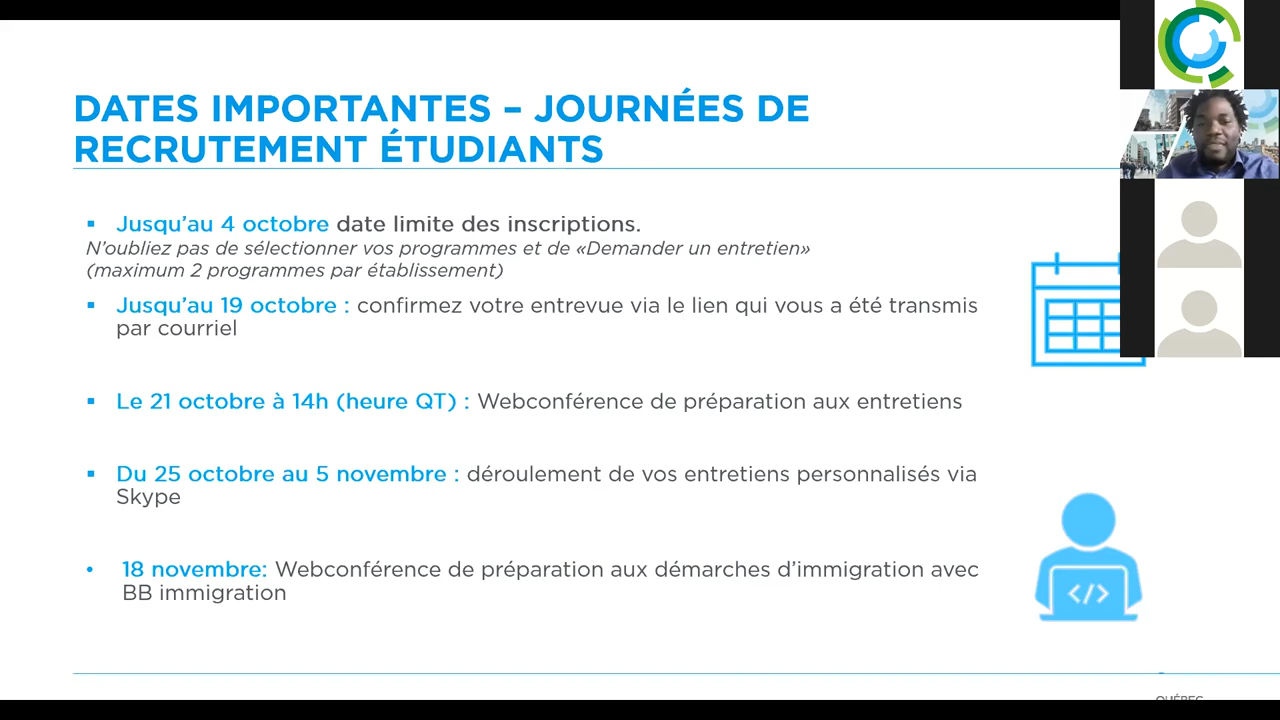 DATES IMPORTANTES – JOURNÉES DE
RECRUTEMENT ÉTUDIANTS
▪ Jusqu'au 4 octobre date limite des inscriptions.
N'oubliez pas de sélectionner vos programmes et de «Demander un entretien»
(maximum 2 programmes par établissement)
▪ Jusqu'au 19 octobre : confirmez votre entrevue via le lien qui vous a été transmis
par courriel
▪ Le 21 octobre à 14h (heure QT) : Webconférence de préparation aux entretiens
▪ Du 25 octobre au 5 novembre : déroulement de vos entretiens personnalisés via
Skype
• 18 novembre: Webconférence de préparation aux démarches d'immigration avec
BB immigration
</>
QUÉBEC